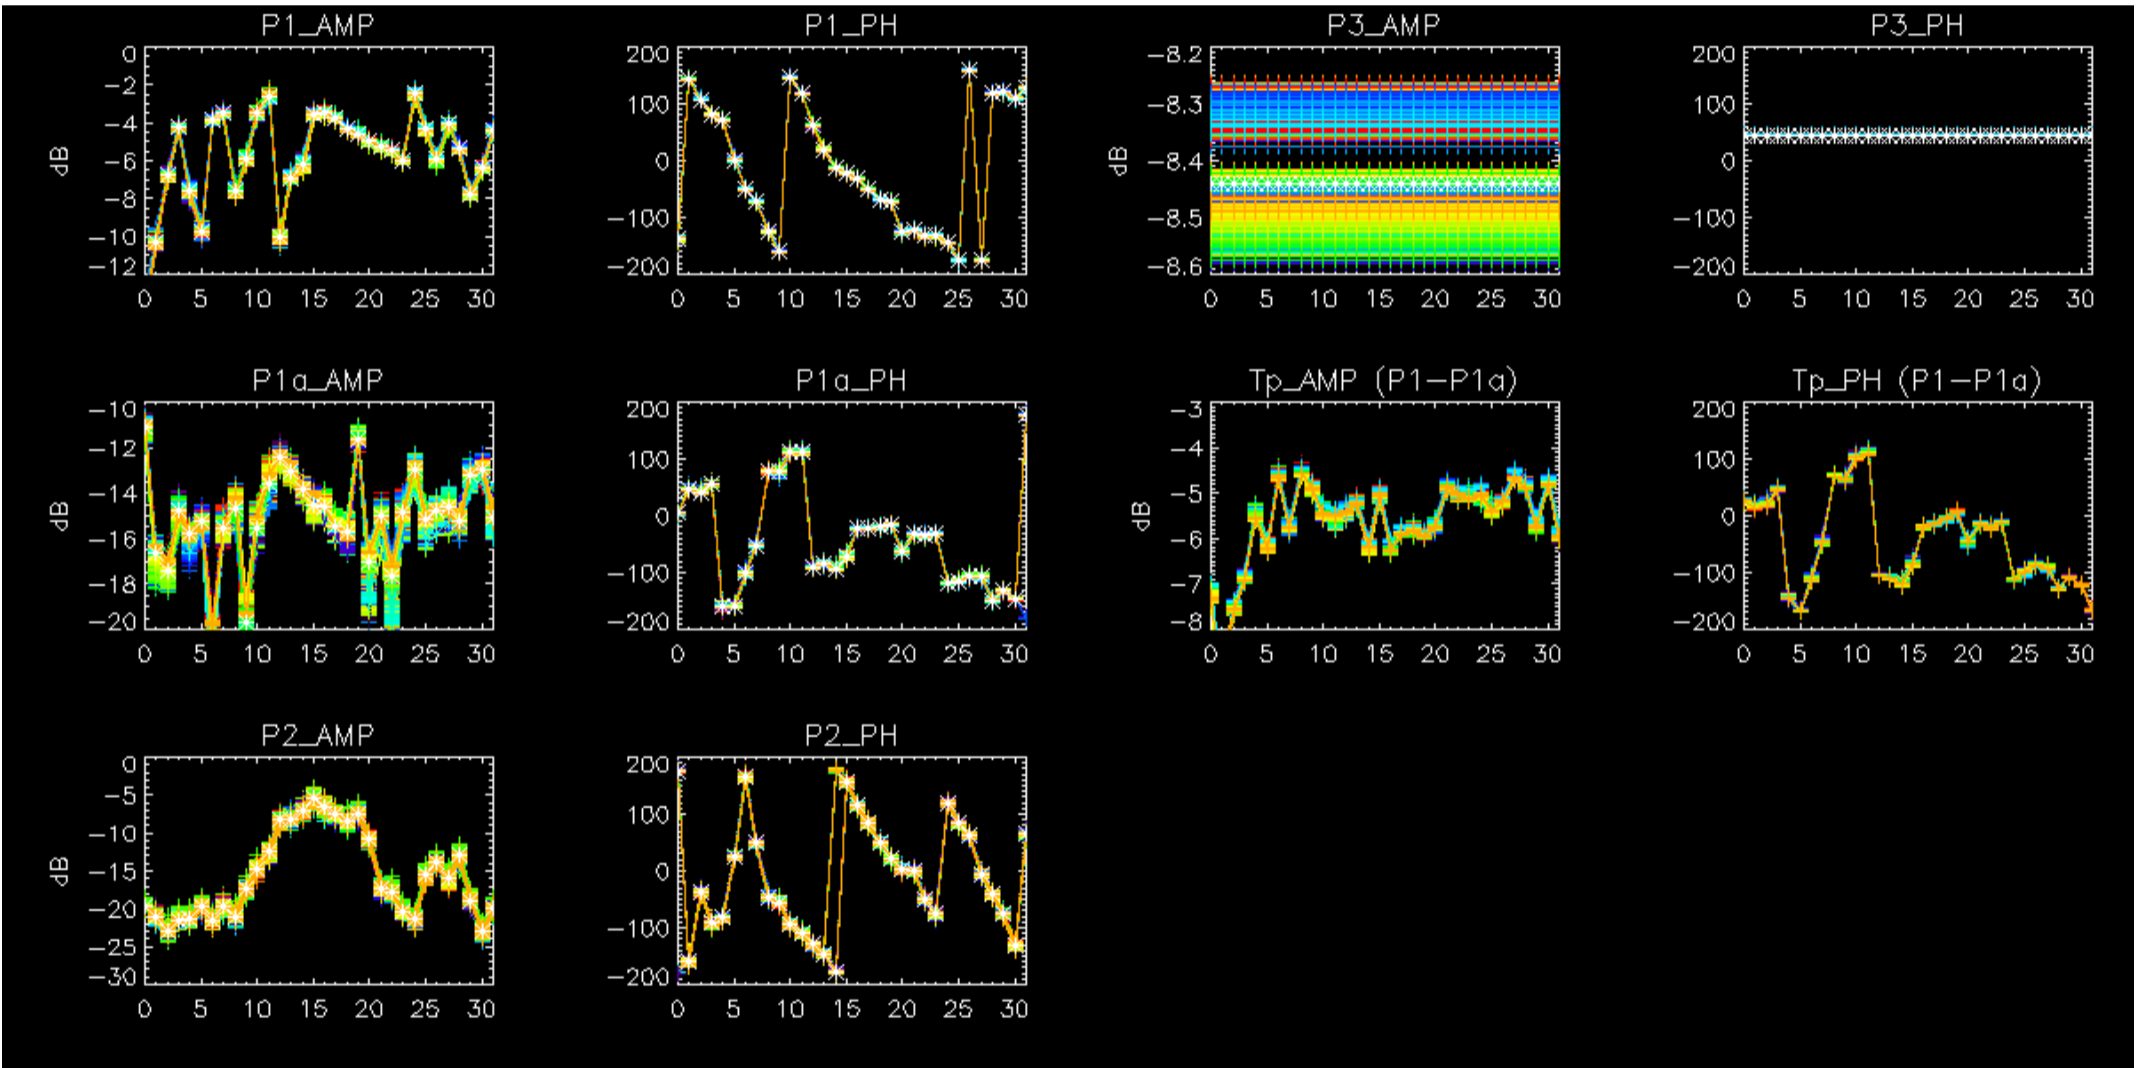 P1_AMP P1_PH P3_AMP P3_PH
0 200 −8.2 200
−2 100 −8.3 100
−4 0 −8.4 0
−6 −100 −8.5 −100
−8 −200 −8.6 −200
−10
−12
dB dB
0 5 10 15 20 25 30 0 5 10 15 20 25 30 0 5 10 15 20 25 30 0 5 10 15 20 25 30
P1a_AMP P1a_PH Tp_AMP (P1−P1a) Tp_PH (P1−P1a)
−10 200 −3 200
−12 100 −4 100
−14 0 −5 0
−16 −100 −6 −100
−18 −200 −7 −200
−20 −8
dB dB
0 5 10 15 20 25 30 0 5 10 15 20 25 30 0 5 10 15 20 25 30 0 5 10 15 20 25 30
P2_AMP P2_PH
0 200
−5 100
−10 0
−15 −100
−20 −200
−25
−30
dB
0 5 10 15 20 25 30 0 5 10 15 20 25 30